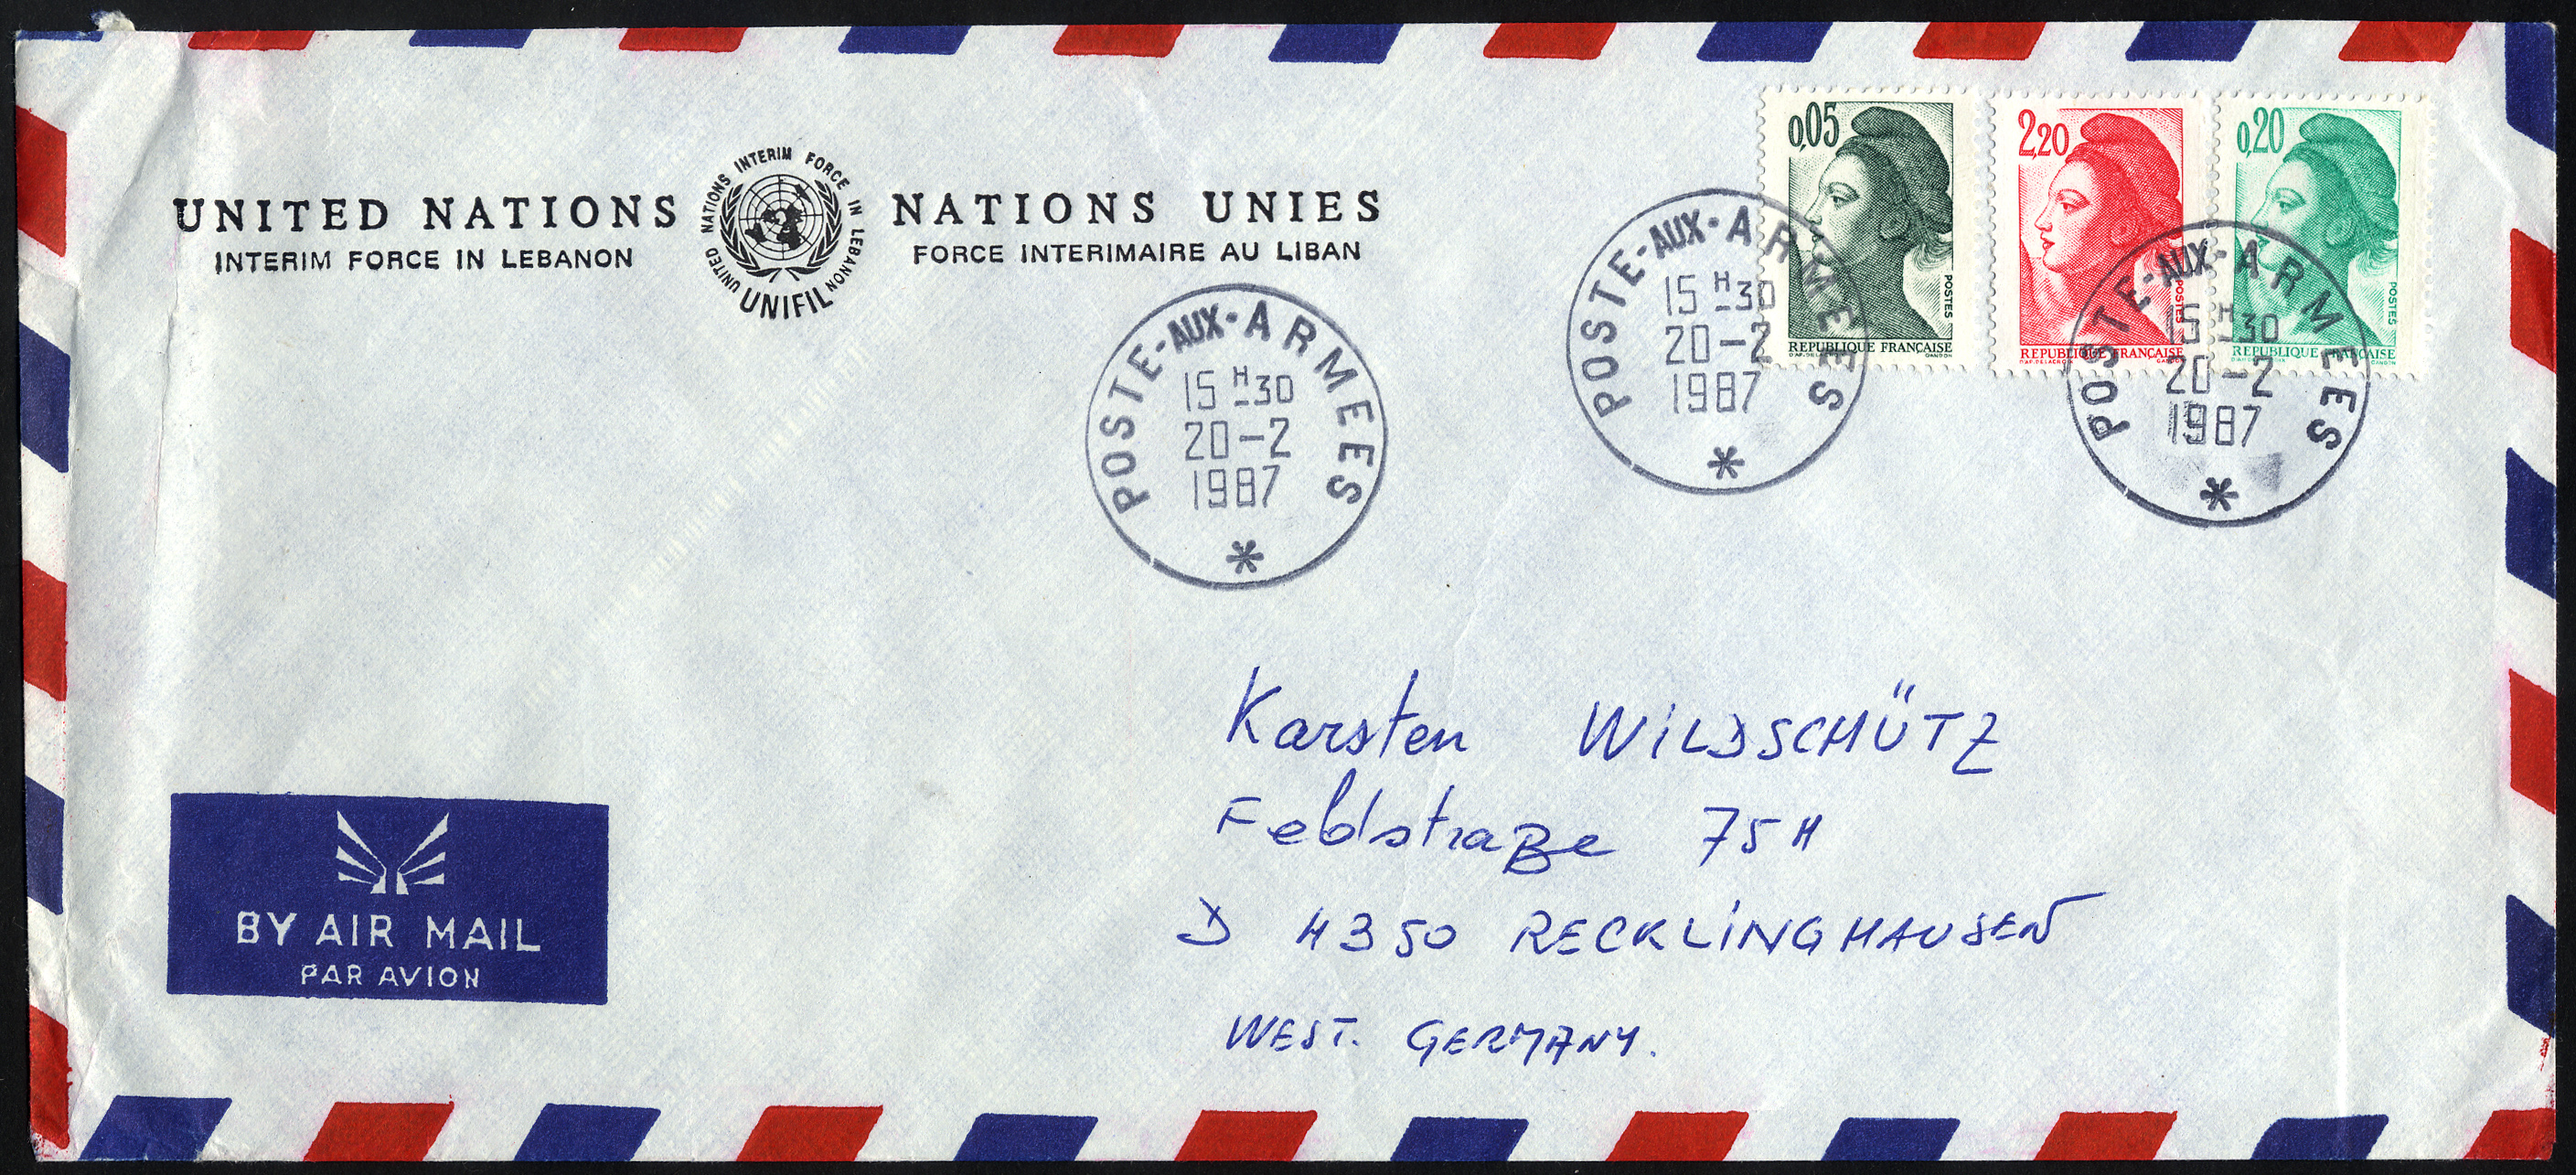 UNITED NATIONS
INTERIM FORCE IN LEBANON
UNITED NATIONS INTERIM FORCE IN LEBANON
UNIFIL
NATIONS UNIES
FORCE INTERIMAIRE AU LIBAN
0,05
POSTES
REPUBLIQUE FRANÇAISE
2,20
POSTES
REPUBLIQUE FRANÇAISE
0,20
POSTES
REPUBLIQUE FRANÇAISE
POSTE-AUX-ARMEES
15 H 30
20-2
1987
*
POSTE-AUX-ARMEES
15 H 30
20-2
1987
*
POSTE-AUX-ARMEES
15 H 30
20-2
1987
*
Karsten WILDSCHÜTZ
Feldstraße 75H
D 4350 RECKLINGHAUSEN
WEST. GERMANY.
BY AIR MAIL
PAR AVION